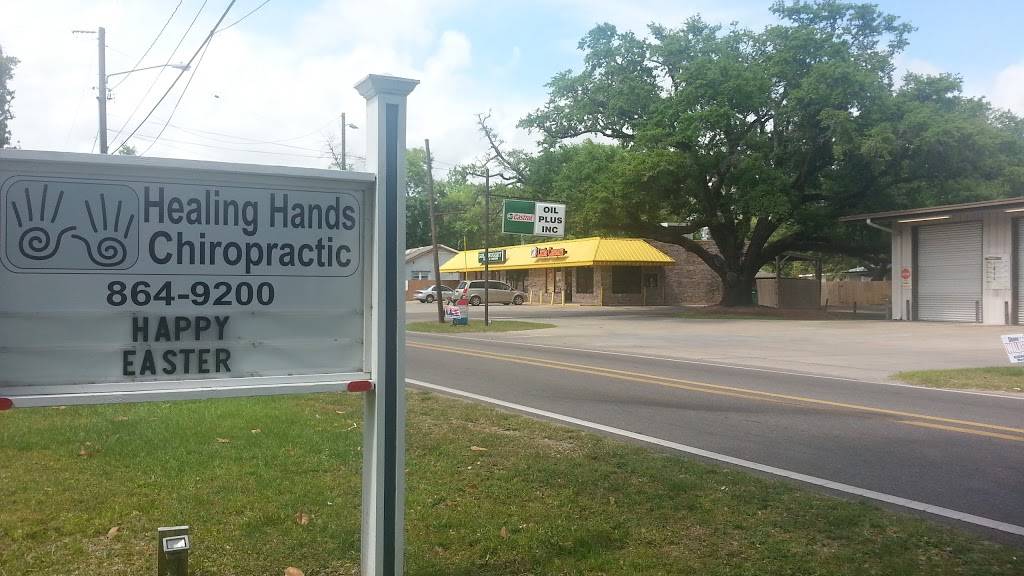 Healing Hands
Chiropractic
864-9200
HAPPY
EASTER
Castrol
OIL
PLUS
INC